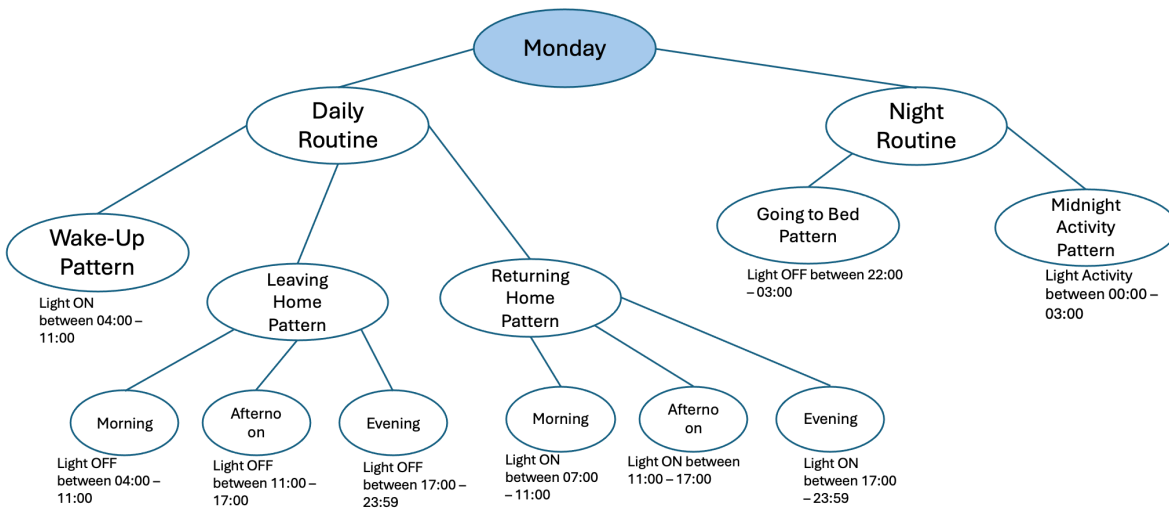 Monday
Daily
Routine
Night
Routine
Wake-Up
Pattern
Light ON
between 04:00 –
11:00
Leaving
Home
Pattern
Returning
Home
Pattern
Going to Bed
Pattern
Light OFF between 22:00
– 03:00
Midnight
Activity
Pattern
Light Activity
between 00:00 –
03:00
Morning
Light OFF
between 04:00 –
11:00
Afterno
on
Light OFF
between 11:00 –
17:00
Evening
Light OFF
between 17:00 –
23:59
Morning
Light ON
between 07:00
– 11:00
Afterno
on
Light ON between
11:00 – 17:00
Evening
Light ON
between 17:00
– 23:59